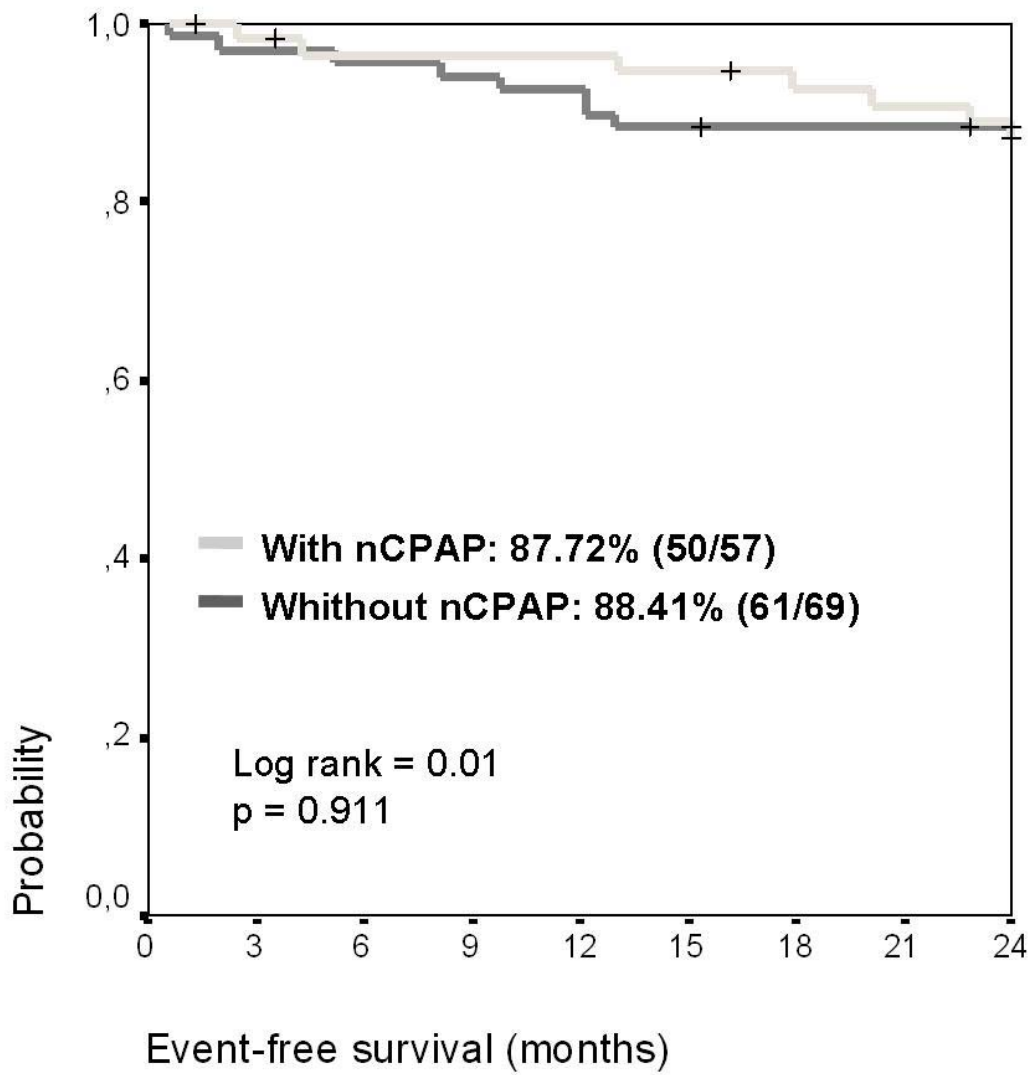 1,0
,8
,6
,4
,2
0,0
With nCPAP: 87.72% (50/57)
Whithout nCPAP: 88.41% (61/69)
Log rank = 0.01
p = 0.911
Probability
0 3 6 9 12 15 18 21 24
Event-free survival (months)